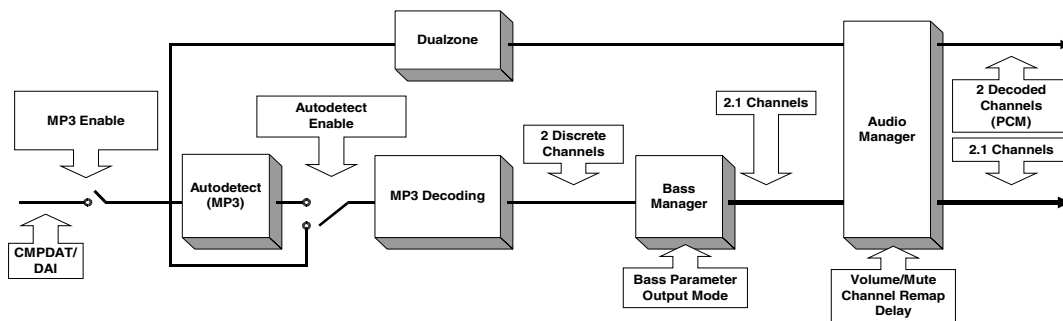 Dualzone
MP3 Enable
Autodetect
Enable
2 Discrete
Channels
2.1 Channels
Audio
Manager
2 Decoded
Channels
(PCM)
2.1 Channels
Autodetect
(MP3)
MP3 Decoding
Bass
Manager
CMPDAT/
DAI
Bass Parameter
Output Mode
Volume/Mute
Channel Remap
Delay